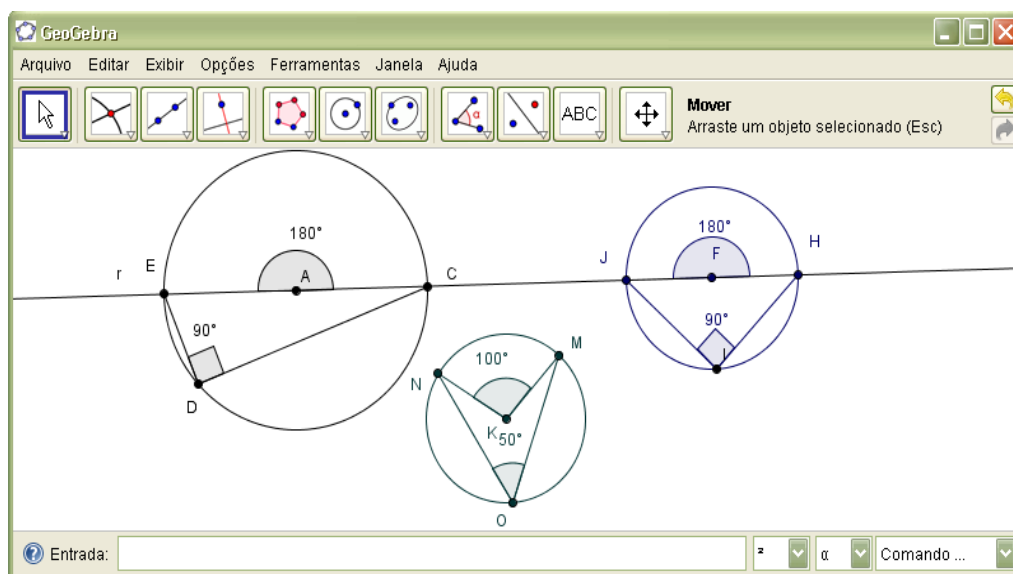 GeoGebra
Arquivo Editar Exibir Opções Ferramentas Janela Ajuda
α ABC Mover
Arraste um objeto selecionado (Esc)
180° 180°
r E A C J F H
90° 90°
D I
N 100° M
K 50°
O
Entrada: ² α Comando ...